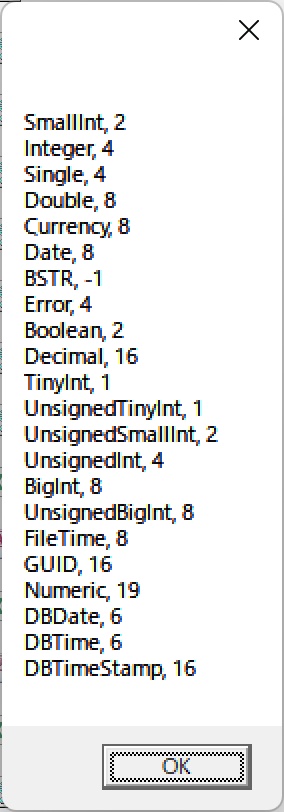 SmallInt, 2
Integer, 4
Single, 4
Double, 8
Currency, 8
Date, 8
BSTR, -1
Error, 4
Boolean, 2
Decimal, 16
TinyInt, 1
UnsignedTinyInt, 1
UnsignedSmallInt, 2
UnsignedInt, 4
BigInt, 8
UnsignedBigInt, 8
FileTime, 8
GUID, 16
Numeric, 19
DBDate, 6
DBTime, 6
DBTimeStamp, 16
OK